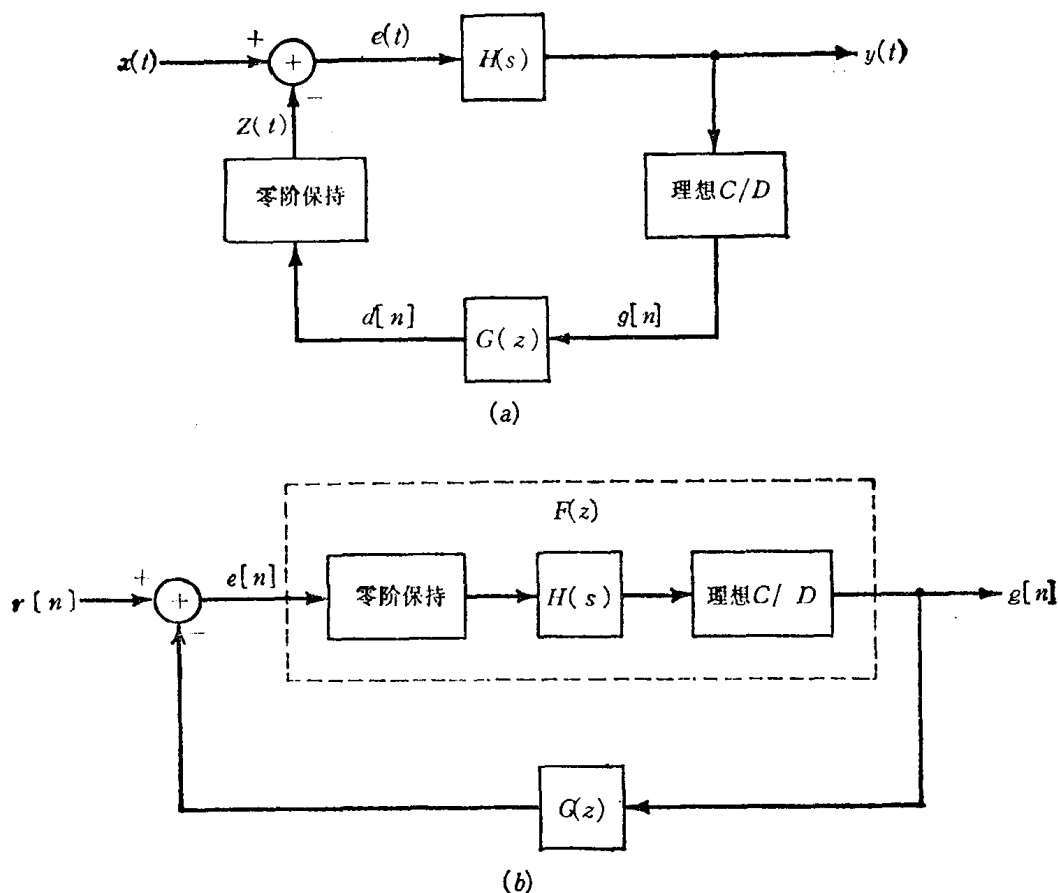 x(t)
+
+
−
e(t)
H(s)
y(t)
Z(t)
零阶保持
理想C/D
d[n]
G(z)
g[n]
(a)
F(z)
r[n]
+
+
−
e[n]
零阶保持
H(s)
理想C/ D
g[n]
G(z)
(b)